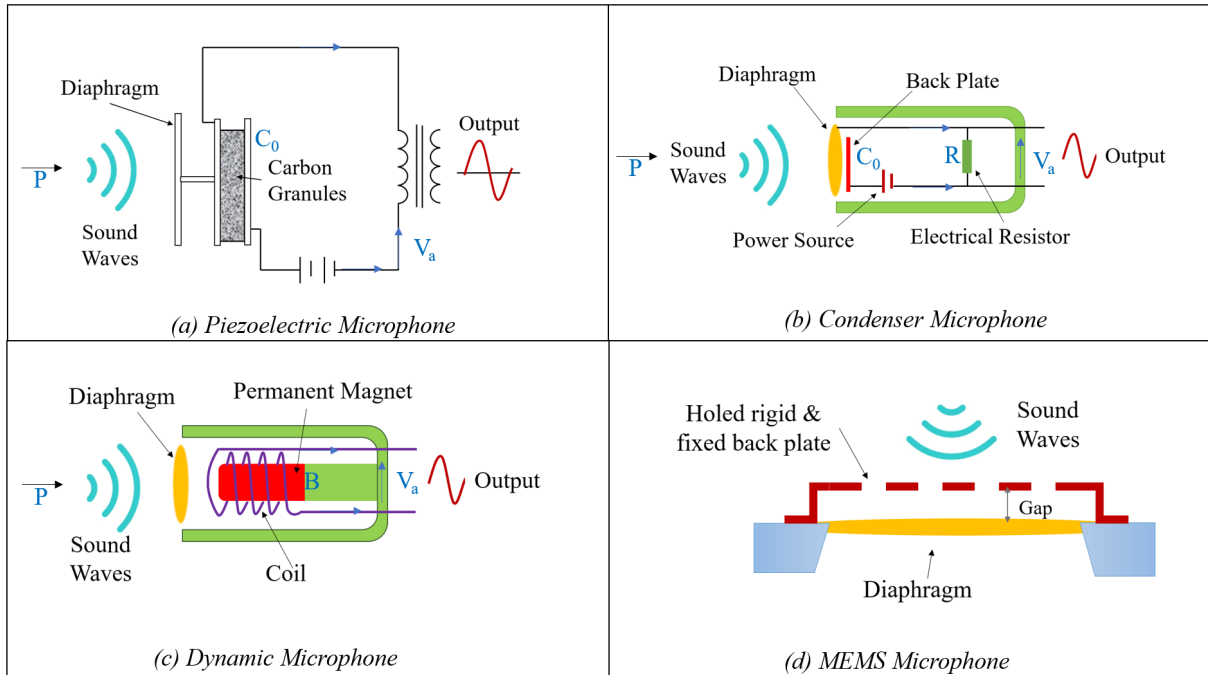 Diaphragm
C0
Carbon
Granules
Output
P
Sound
Waves
Va
(a) Piezoelectric Microphone
Diaphragm
Back Plate
P
Sound
Waves
C0
R
Va
Output
Power Source
Electrical Resistor
(b) Condenser Microphone
Diaphragm
Permanent Magnet
P
B
Va
Output
Sound
Waves
Coil
(c) Dynamic Microphone
Holed rigid &
fixed back plate
Sound
Waves
Gap
Diaphragm
(d) MEMS Microphone